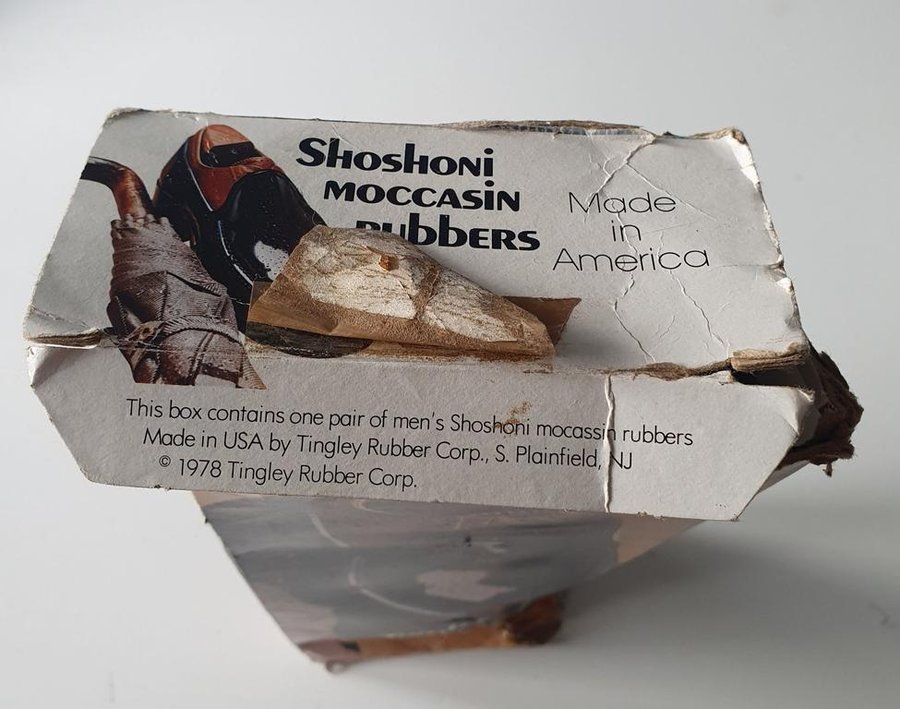 Shoshoni
MOCCASIN
RUBBERS
Made
in
America
This box contains one pair of men's Shoshoni mocassin rubbers
Made in USA by Tingley Rubber Corp., S. Plainfield, NJ
© 1978 Tingley Rubber Corp.